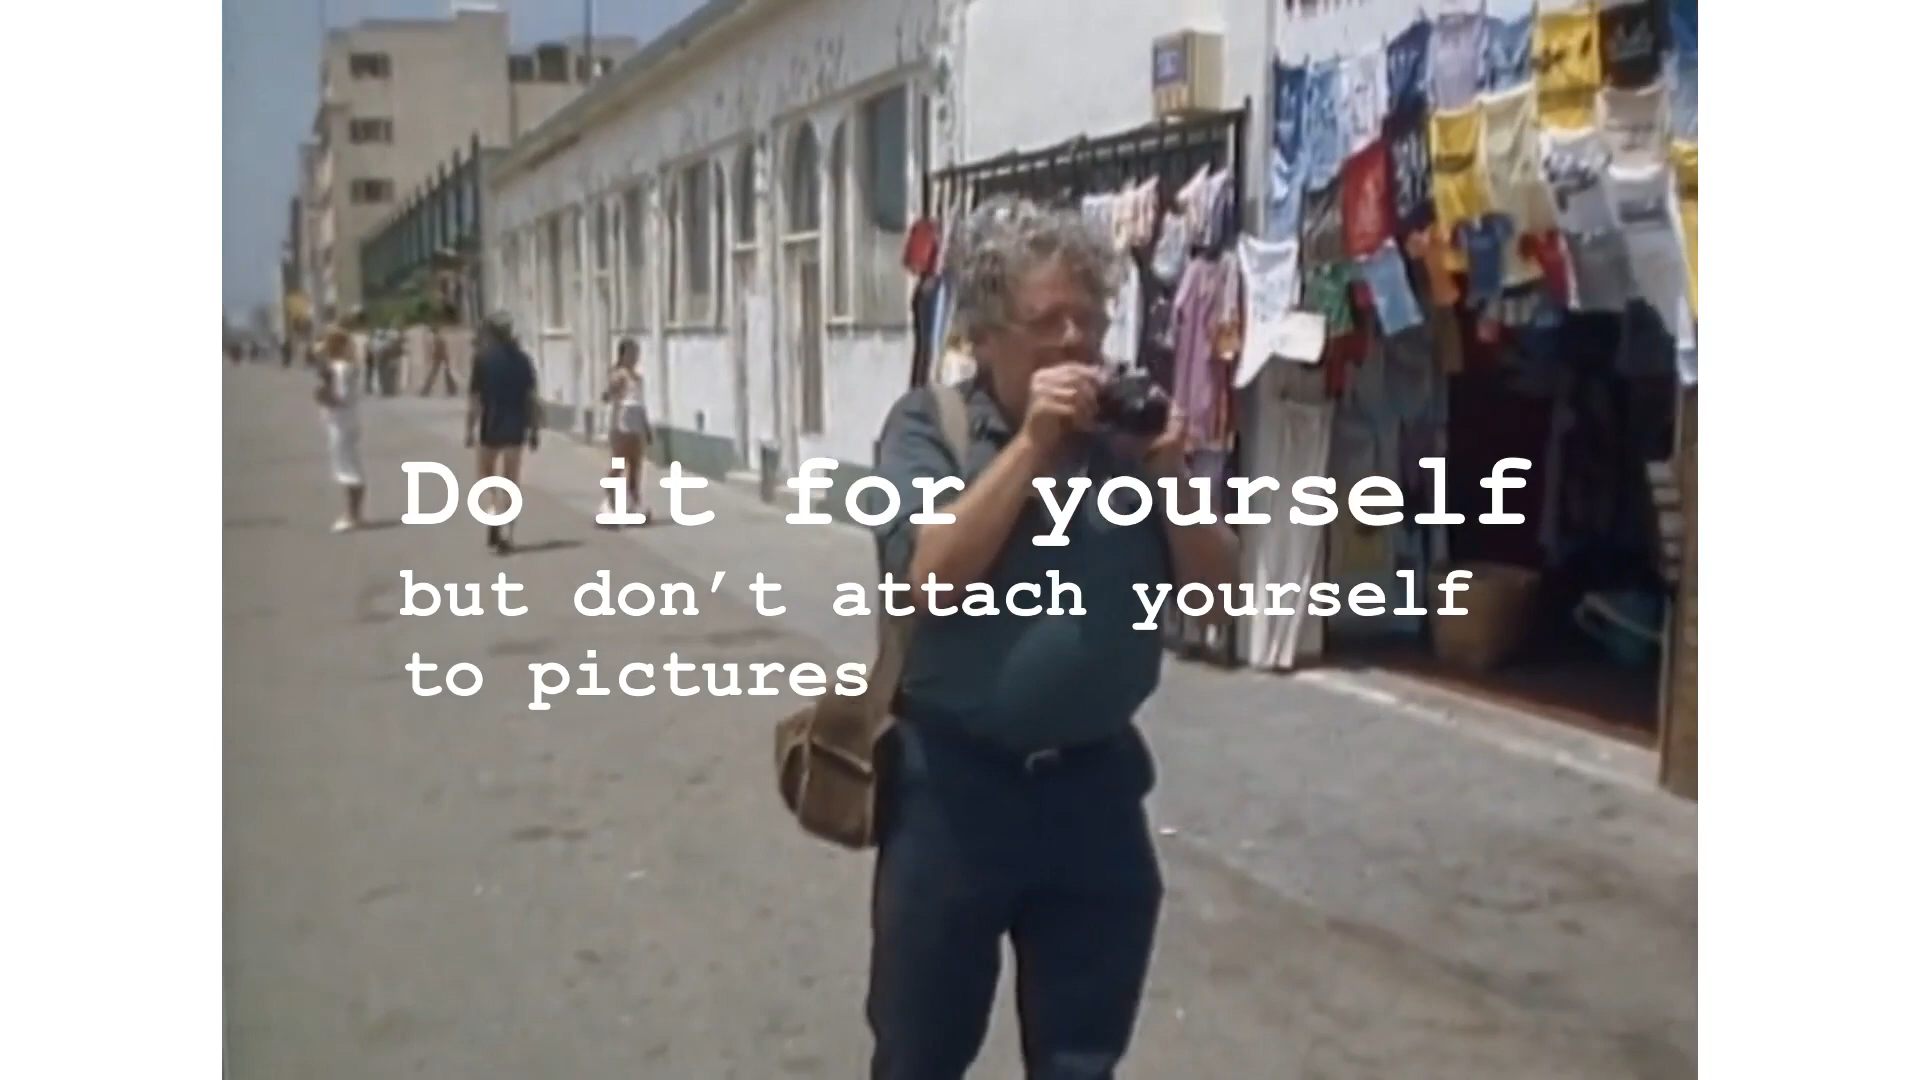 Do it for yourself
but don’t attach yourself
to pictures